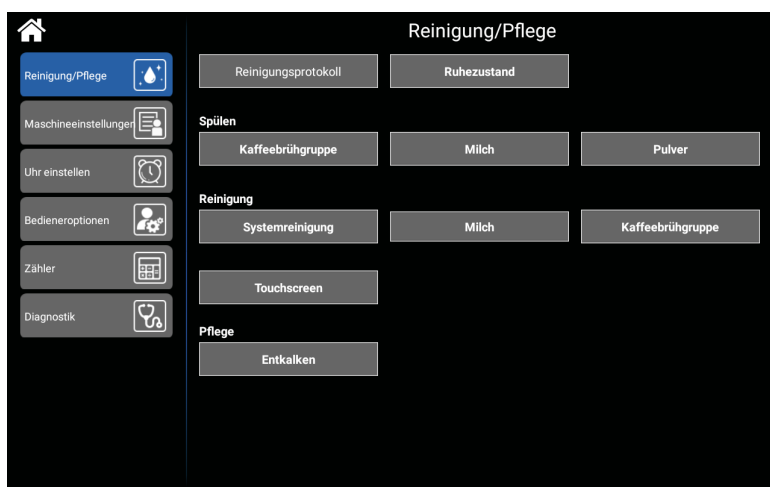 Reinigung/Pflege
Reinigung/Pflege
Maschineeinstellungen
Uhr einstellen
Bedieneroptionen
Zähler
Diagnostik
Reinigungsprotokoll
Ruhezustand
Spülen
Kaffeebrühgruppe
Milch
Pulver
Reinigung
Systemreinigung
Milch
Kaffeebrühgruppe
Touchscreen
Pflege
Entkalken